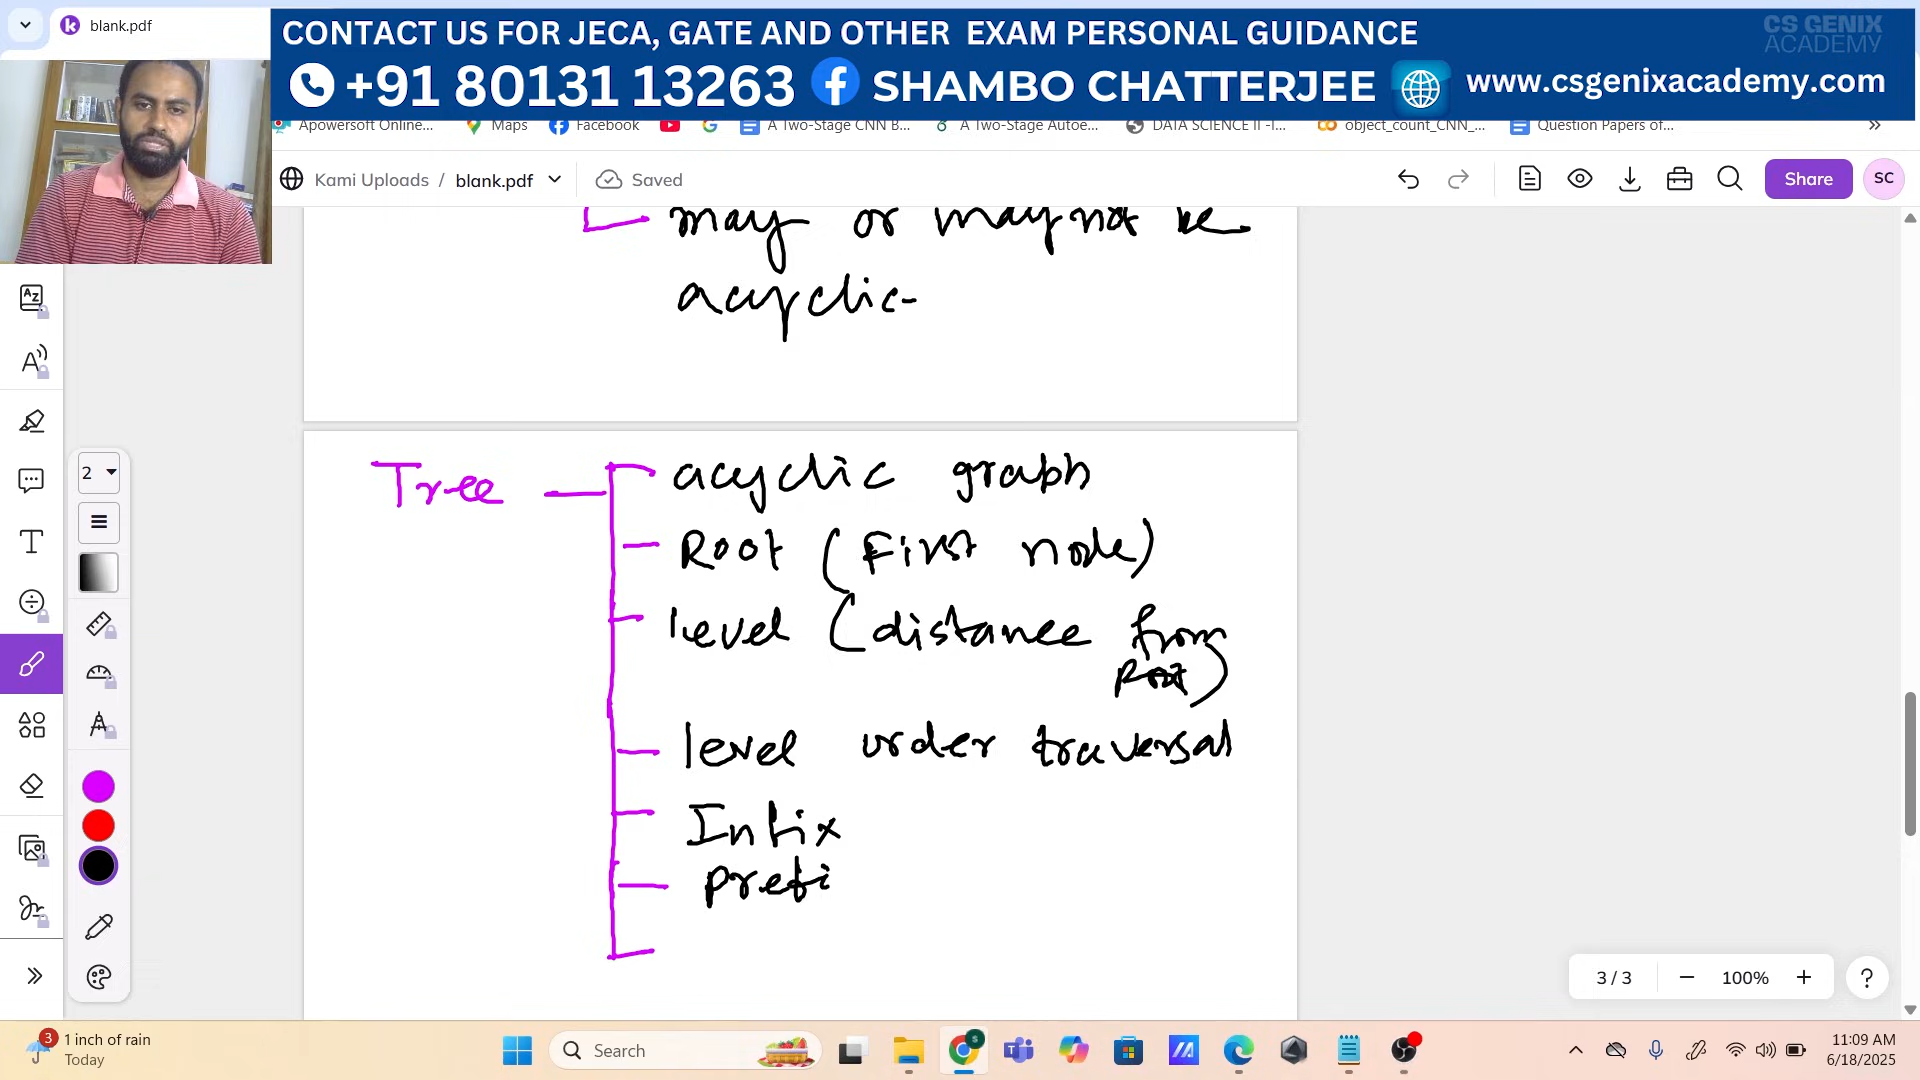 blank.pdf
CONTACT US FOR JECA, GATE AND OTHER EXAM PERSONAL GUIDANCE
CS GENIX
ACADEMY
+91 80131 13263 SHAMBO CHATTERJEE www.csgenixacademy.com
Apowersoft Online... Maps Facebook A Two-Stage CNN B... A Two-Stage Autoe... DATA SCIENCE II -I... object_count_CNN_... Question Papers of... »
Kami Uploads / blank.pdf Saved Share SC
may or may not be
acyclic
Tree acyclic graph
Root (First node)
level (distance from
Root)
level order traversal
Infix
prefi
2
3 / 3 100%
3 1 inch of rain
Today
Search
11:09 AM
6/18/2025